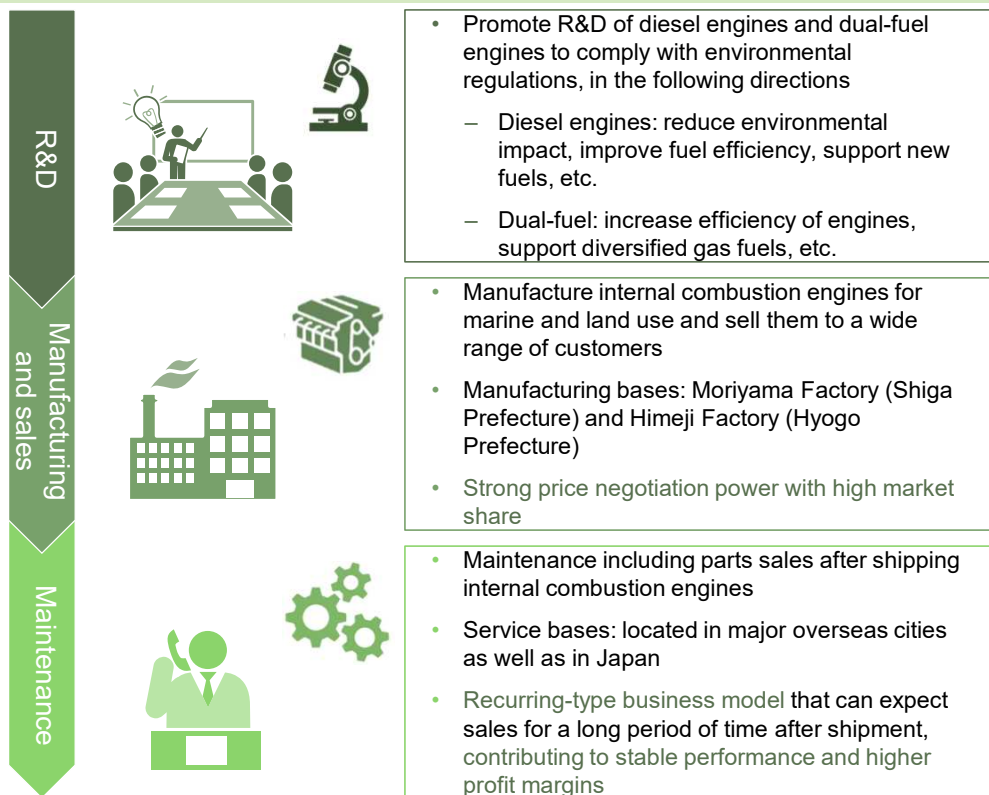 R&D
• Promote R&D of diesel engines and dual-fuel
engines to comply with environmental
regulations, in the following directions
– Diesel engines: reduce environmental
impact, improve fuel efficiency, support new
fuels, etc.
– Dual-fuel: increase efficiency of engines,
support diversified gas fuels, etc.
Manufacturing
and sales
• Manufacture internal combustion engines for
marine and land use and sell them to a wide
range of customers
• Manufacturing bases: Moriyama Factory (Shiga
Prefecture) and Himeji Factory (Hyogo
Prefecture)
• Strong price negotiation power with high market
share
Maintenance
• Maintenance including parts sales after shipping
internal combustion engines
• Service bases: located in major overseas cities
as well as in Japan
• Recurring-type business model that can expect
sales for a long period of time after shipment,
contributing to stable performance and higher
profit margins